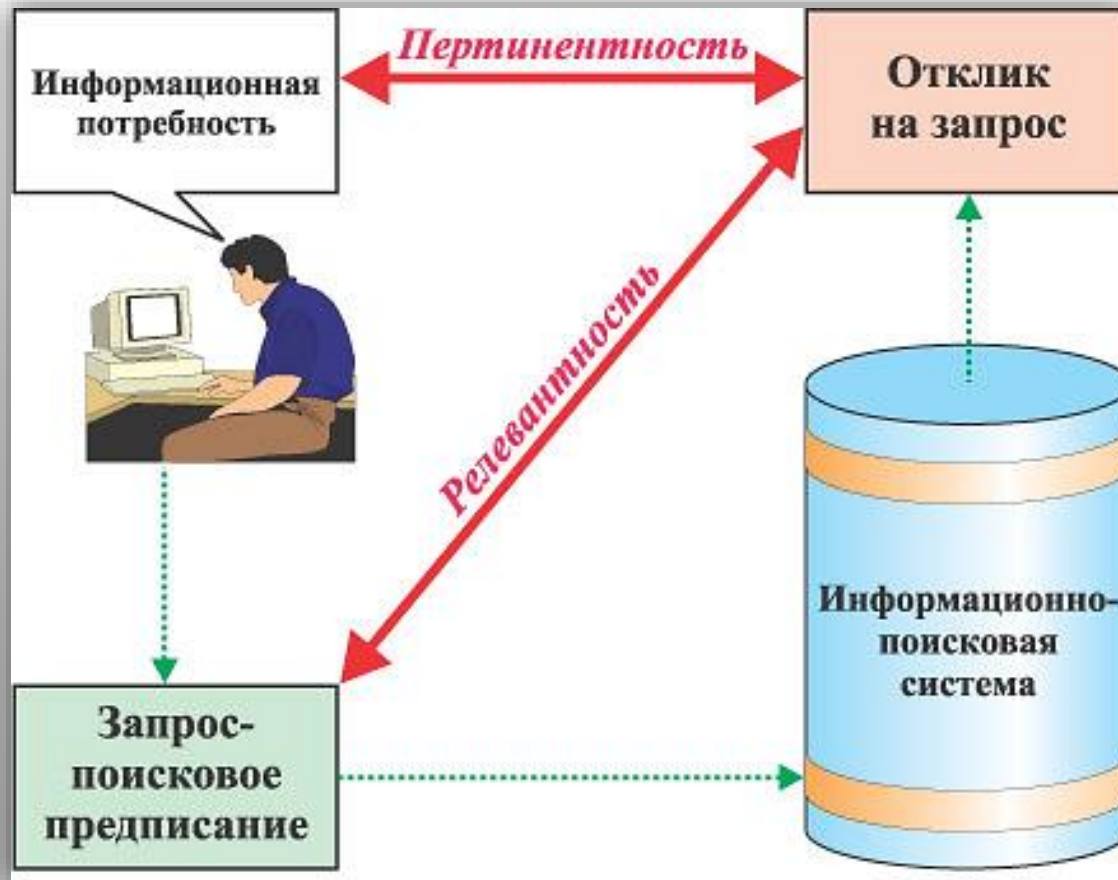 Пертинентность
Информационная
потребность
Отклик
на запрос
Релевантность
Информационно-
поисковая
система
Запрос-
поисковое
предписание